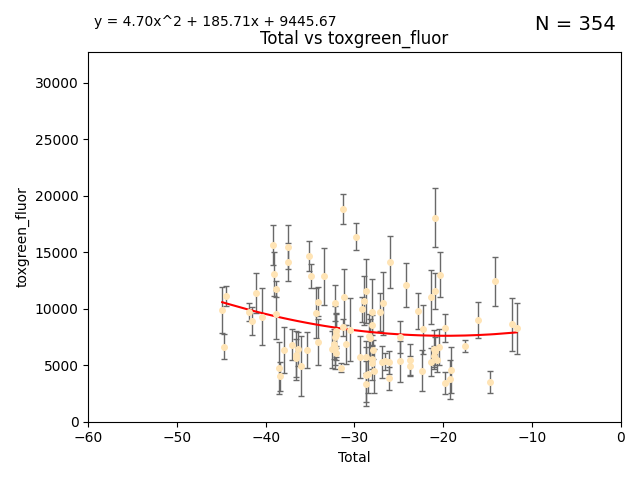 y = 4.70x^2 + 185.71x + 9445.67
N = 354
Total vs toxgreen_fluor
30000
25000
20000
15000
10000
5000
0
toxgreen_fluor
−60
−50
−40
−30
−20
−10
0
Total